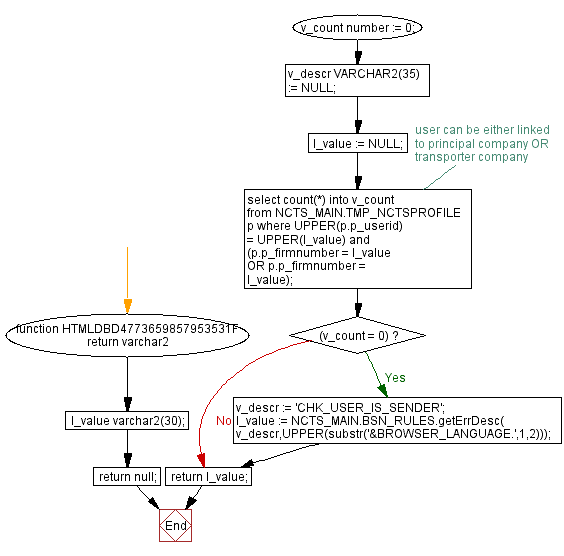 v_count number := 0;
v_descr VARCHAR2(35)
:= NULL;
l_value := NULL;
user can be either linked
to principal company OR
transporter company
select count(*) into v_count
from NCTS_MAIN.TMP_NCTSPROFILE
p where UPPER(p.p_userid)
= UPPER(l_value) and
(p.p_firmnumber = l_value
OR p.p_firmnumber =
l_value);
(v_count = 0) ?
Yes
No
v_descr := 'CHK_USER_IS_SENDER';
l_value := NCTS_MAIN.BSN_RULES.getErrDesc(
v_descr,UPPER(substr('&BROWSER_LANGUAGE.',1,2)));
return l_value;
function HTMLDBD4773659857953531F
return varchar2
l_value varchar2(30);
return null;
End